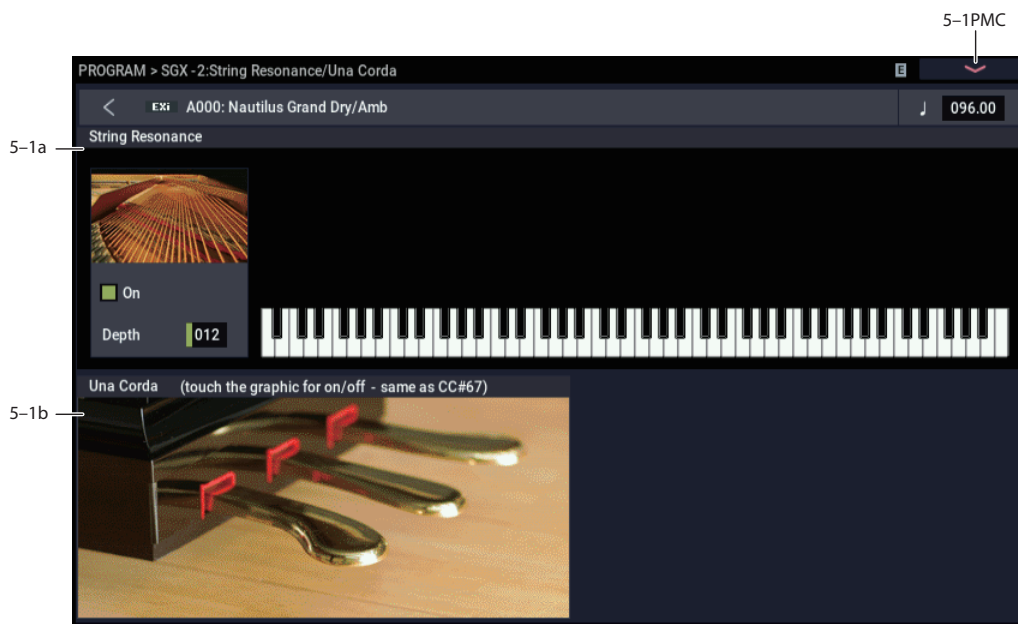 5–1PMC
PROGRAM > SGX -2:String Resonance/Una Corda E
EXi A000: Nautilus Grand Dry/Amb ♩ 096.00
String Resonance
5–1a
On
Depth 012
Una Corda (touch the graphic for on/off - same as CC#67)
5–1b